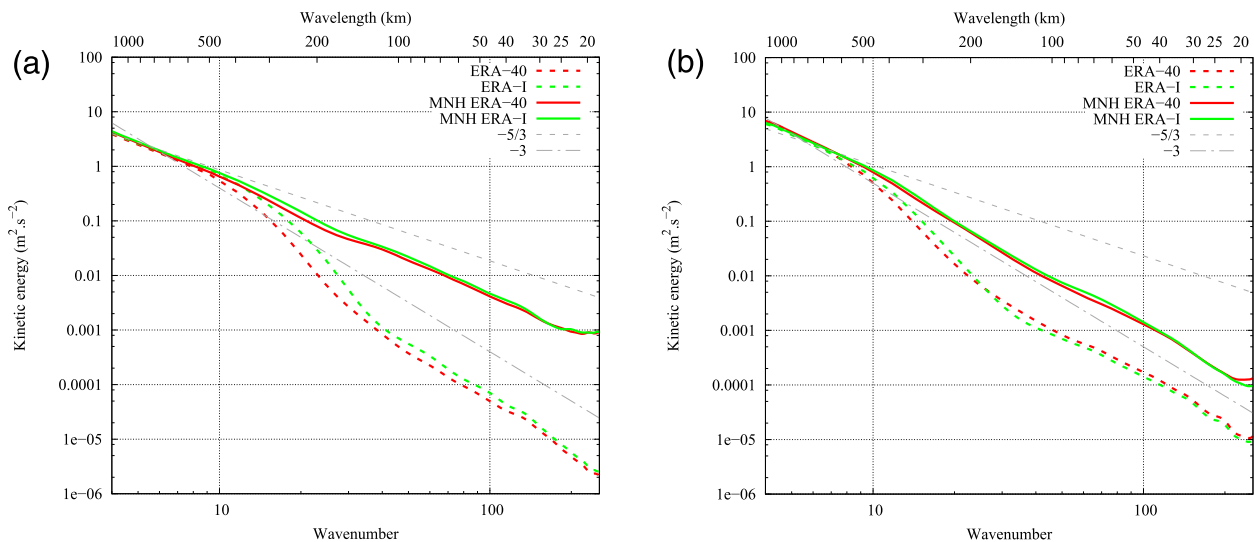 (a)
Wavelength (km)
1000 500 200 100 50 40 30 25 20
100
10
1
0.1
0.01
0.001
0.0001
1e−05
1e−06
Kinetic energy (m².s⁻²)
ERA−40
ERA−I
MNH ERA−40
MNH ERA−I
−5/3
−3
10 100
Wavenumber
(b)
Wavelength (km)
1000 500 200 100 50 40 30 25 20
100
10
1
0.1
0.01
0.001
0.0001
1e−05
1e−06
Kinetic energy (m².s⁻²)
ERA−40
ERA−I
MNH ERA−40
MNH ERA−I
−5/3
−3
10 100
Wavenumber